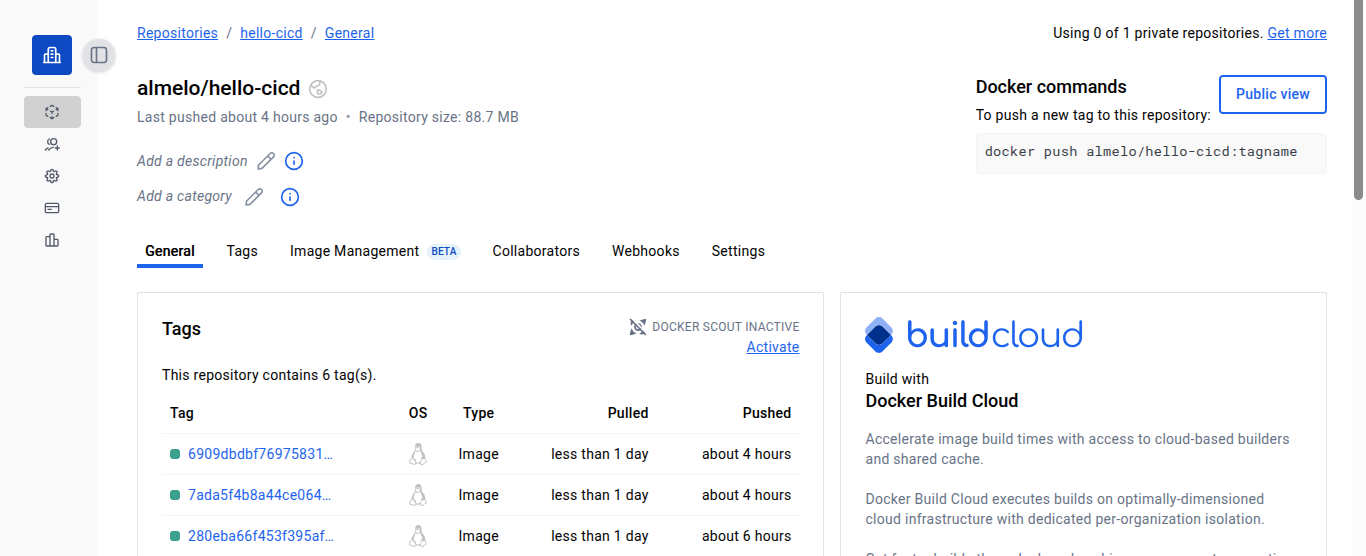 Repositories / hello-cicd / General
Using 0 of 1 private repositories. Get more
almelo/hello-cicd
Last pushed about 4 hours ago • Repository size: 88.7 MB
Add a description
Add a category
Docker commands
Public view
To push a new tag to this repository:
docker push almelo/hello-cicd:tagname
General Tags Image Management BETA Collaborators Webhooks Settings
Tags
DOCKER SCOUT INACTIVE
Activate
This repository contains 6 tag(s).
Tag OS Type Pulled Pushed
6909dbdbf76975831… Image less than 1 day about 4 hours
7ada5f4b8a44ce064… Image less than 1 day about 4 hours
280eba66f453f395af… Image less than 1 day about 6 hours
buildcloud
Build with
Docker Build Cloud
Accelerate image build times with access to cloud-based builders
and shared cache.
Docker Build Cloud executes builds on optimally-dimensioned
cloud infrastructure with dedicated per-organization isolation.